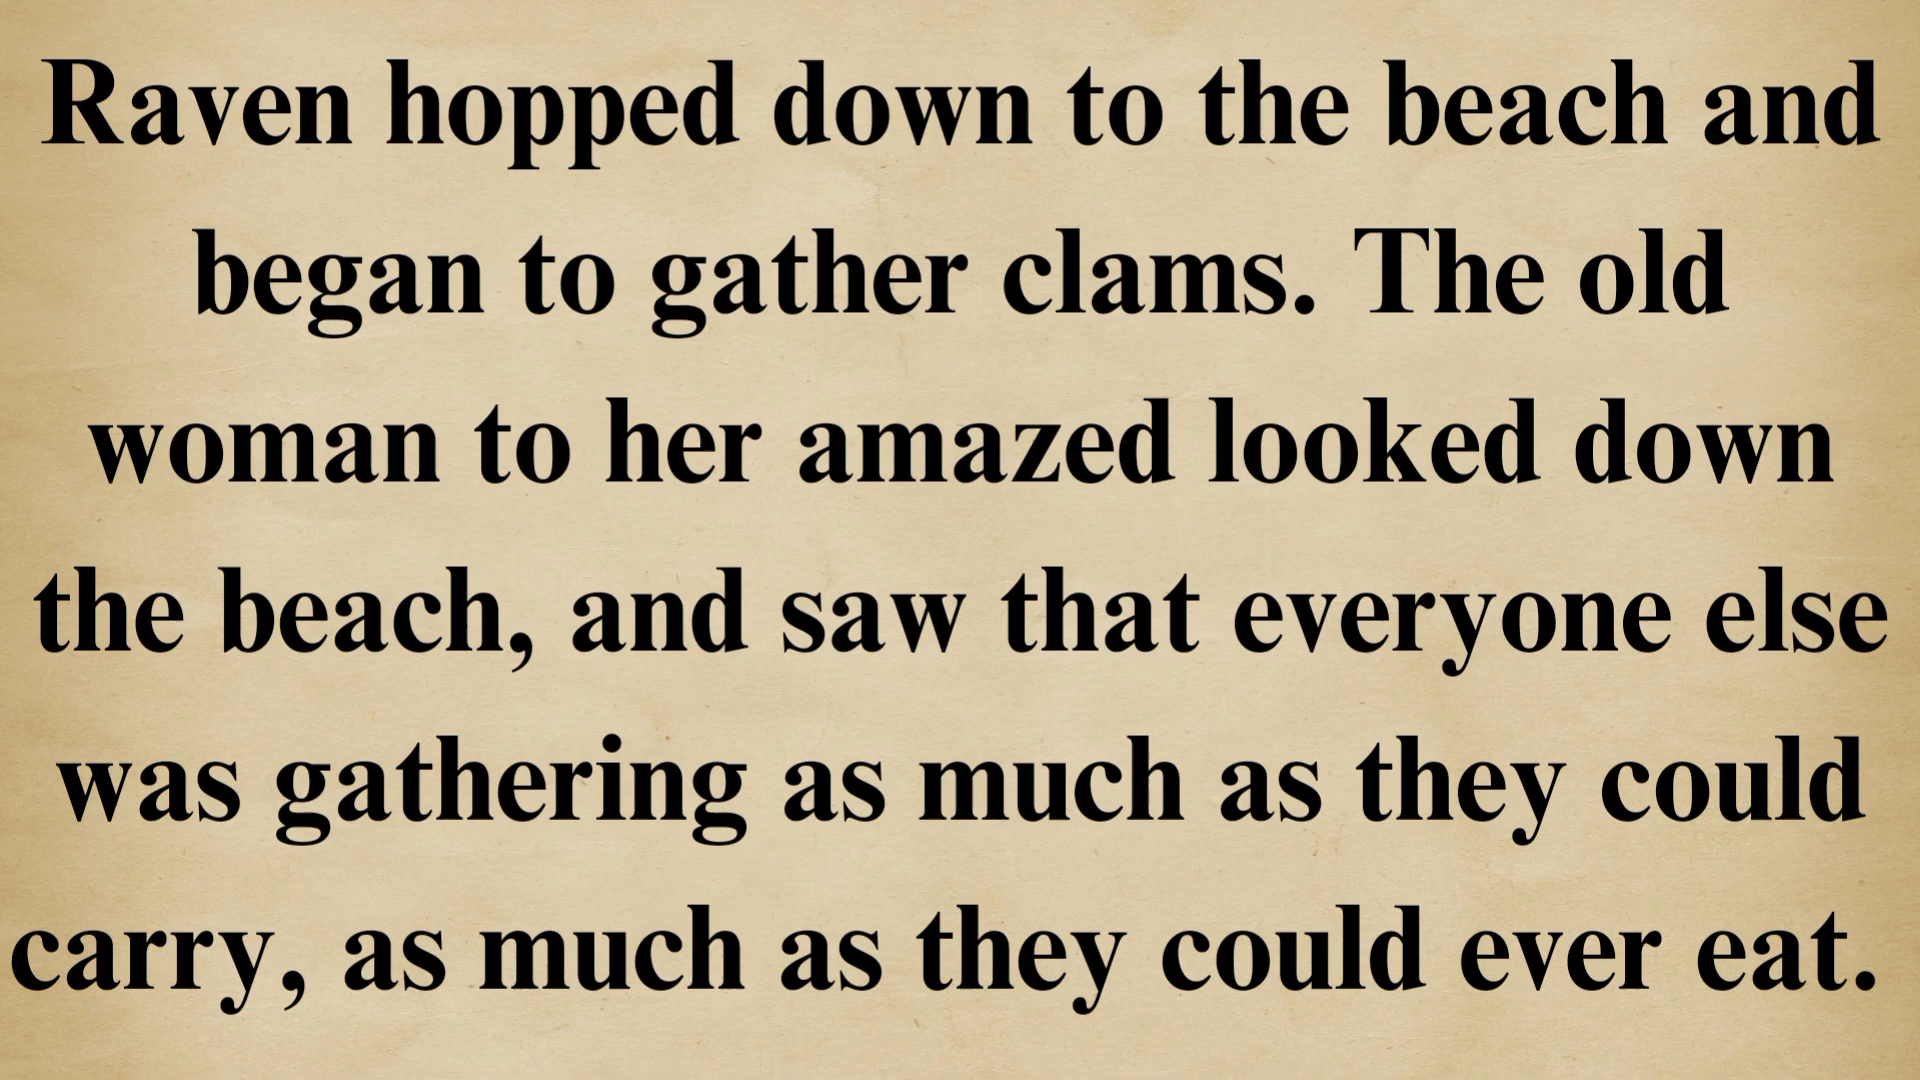 Raven hopped down to the beach and
began to gather clams. The old
woman to her amazed looked down
the beach, and saw that everyone else
was gathering as much as they could
carry, as much as they could ever eat.